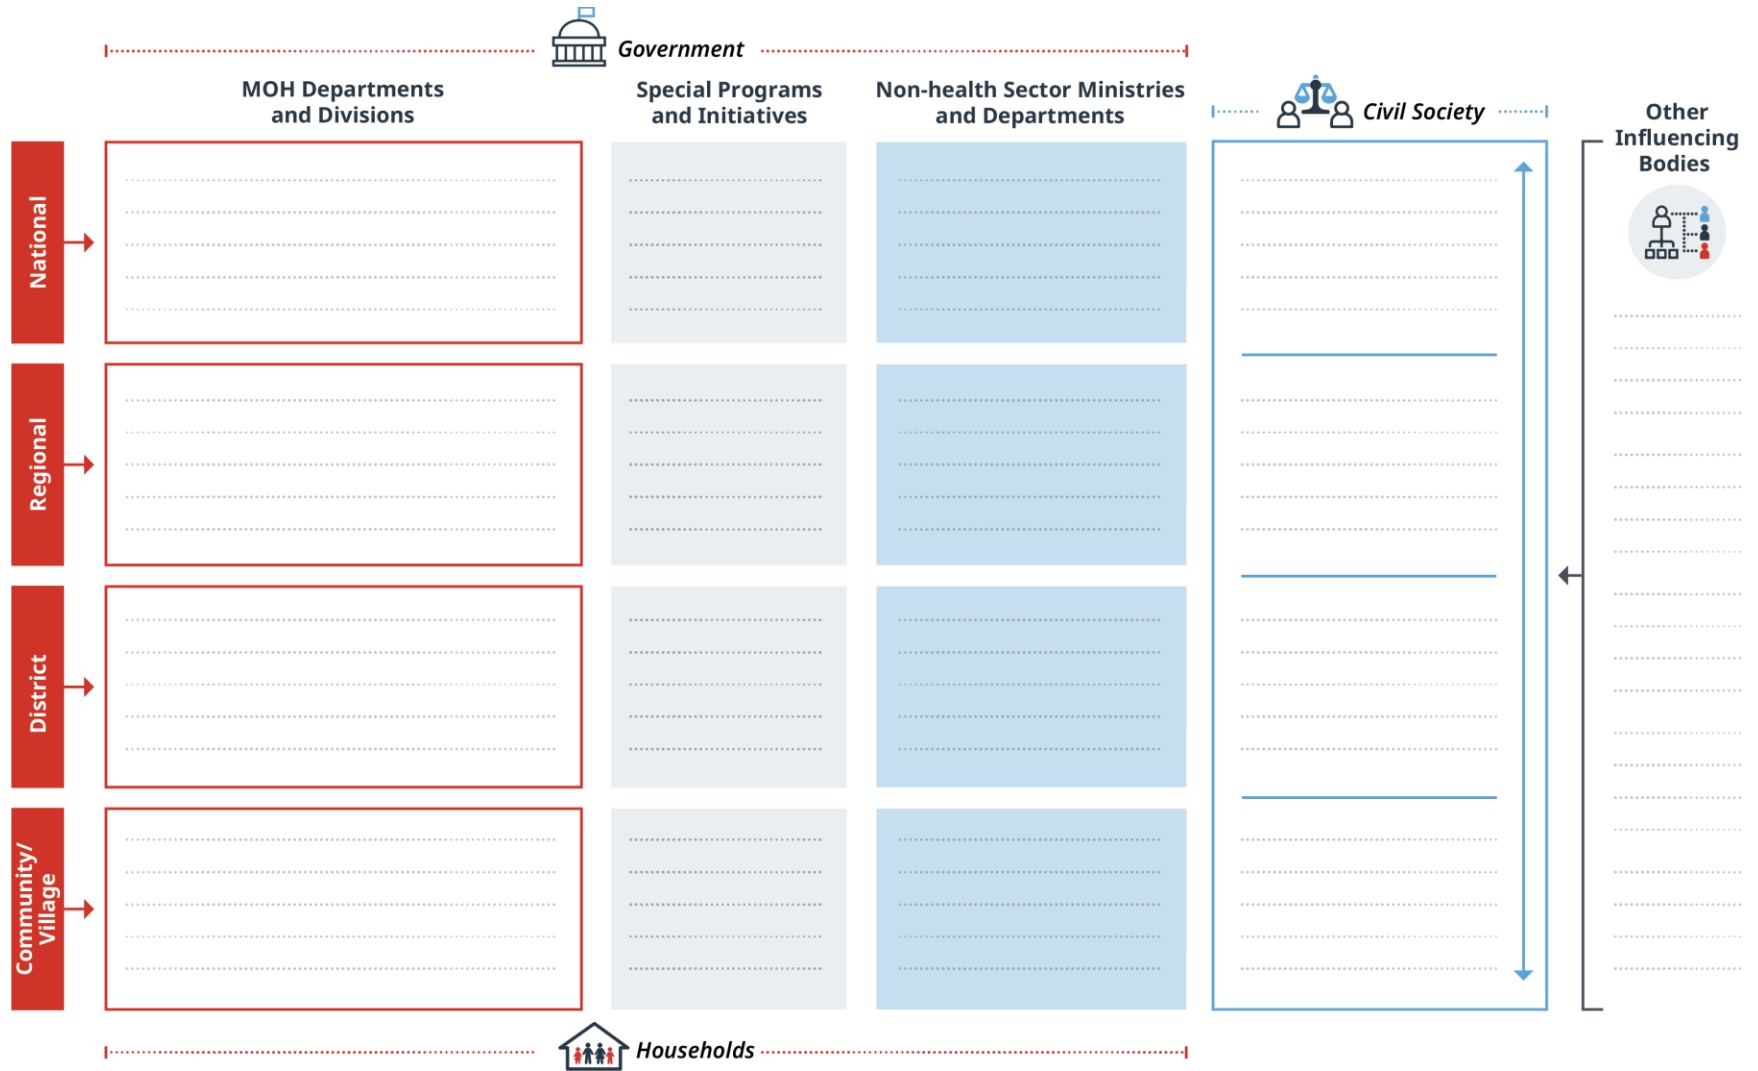 Government
MOH Departments
and Divisions
Special Programs
and Initiatives
Non-health Sector Ministries
and Departments
Civil Society
Other
Influencing
Bodies
National
Regional
District
Community/
Village
Households